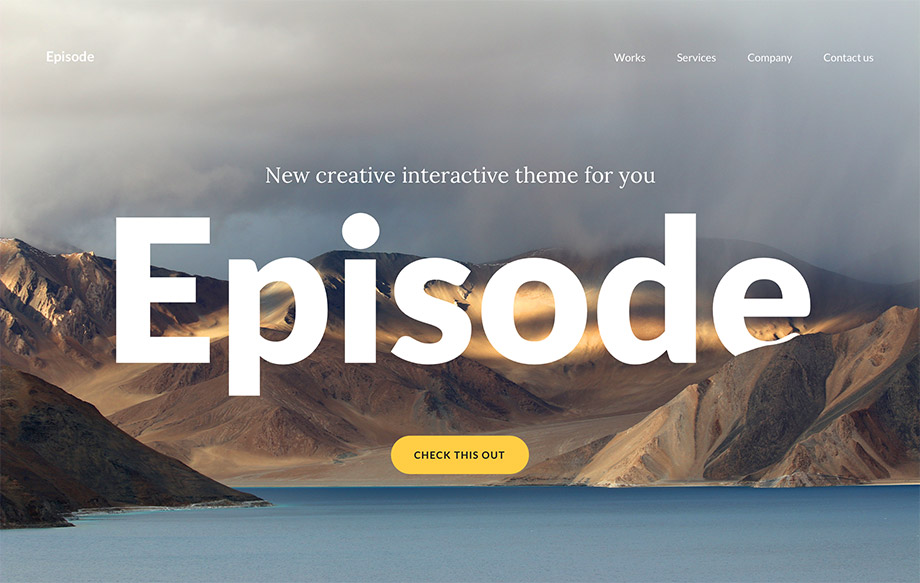 Episode
Works Services Company Contact us
New creative interactive theme for you
Episode
CHECK THIS OUT